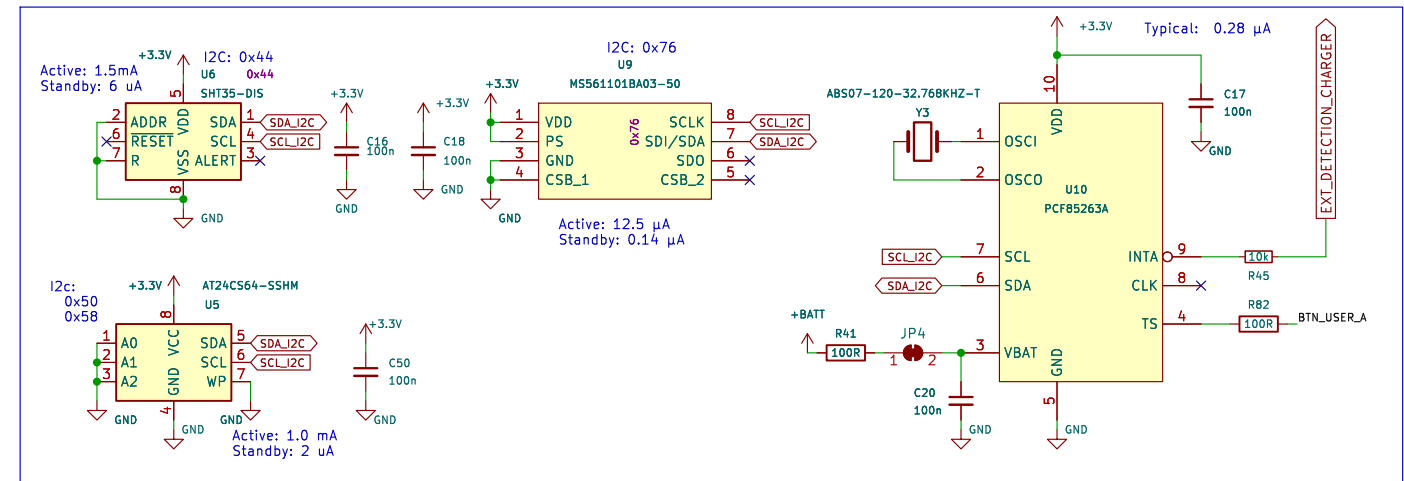 +3.3V
I2C: 0x44
U6
0x44
Active: 1.5mA
Standby: 6 uA
SHT35-DIS
5
2
ADDR
VDD
SDA
1
SDA_I2C
6
RESET
SCL
4
SCL_I2C
7
R
VSS
ALERT
3
8
GND
+3.3V
C16
100n
GND
+3.3V
C18
100n
GND
I2C: 0x76
U9
MS561101BA03-50
+3.3V
1
VDD
0x76
SCLK
8
SCL_I2C
2
PS
SDI/SDA
7
SDA_I2C
3
GND
SDO
6
4
CSB_1
CSB_2
5
GND
Active: 12.5 µA
Standby: 0.14 µA
+3.3V
Typical: 0.28 µA
EXT_DETECTION_CHARGER
C17
100n
GND
ABS07-120-32.768KHZ-T
Y3
10
VDD
1
OSCI
2
OSCO
U10
PCF85263A
SCL_I2C
7
SCL
SDA_I2C
6
SDA
INTA
9
10k
R45
CLK
8
TS
4
R82
100R
BTN_USER_A
+BATT
R41
100R
JP4
1
2
3
VBAT
GND
5
C20
100n
GND
GND
I2c:
0x50
0x58
+3.3V
AT24CS64-SSHM
U5
8
1
A0
VCC
SDA
5
SDA_I2C
2
A1
SCL
6
SCL_I2C
3
A2
GND
WP
7
4
GND
GND
GND
Active: 1.0 mA
Standby: 2 uA
+3.3V
C50
100n
GND